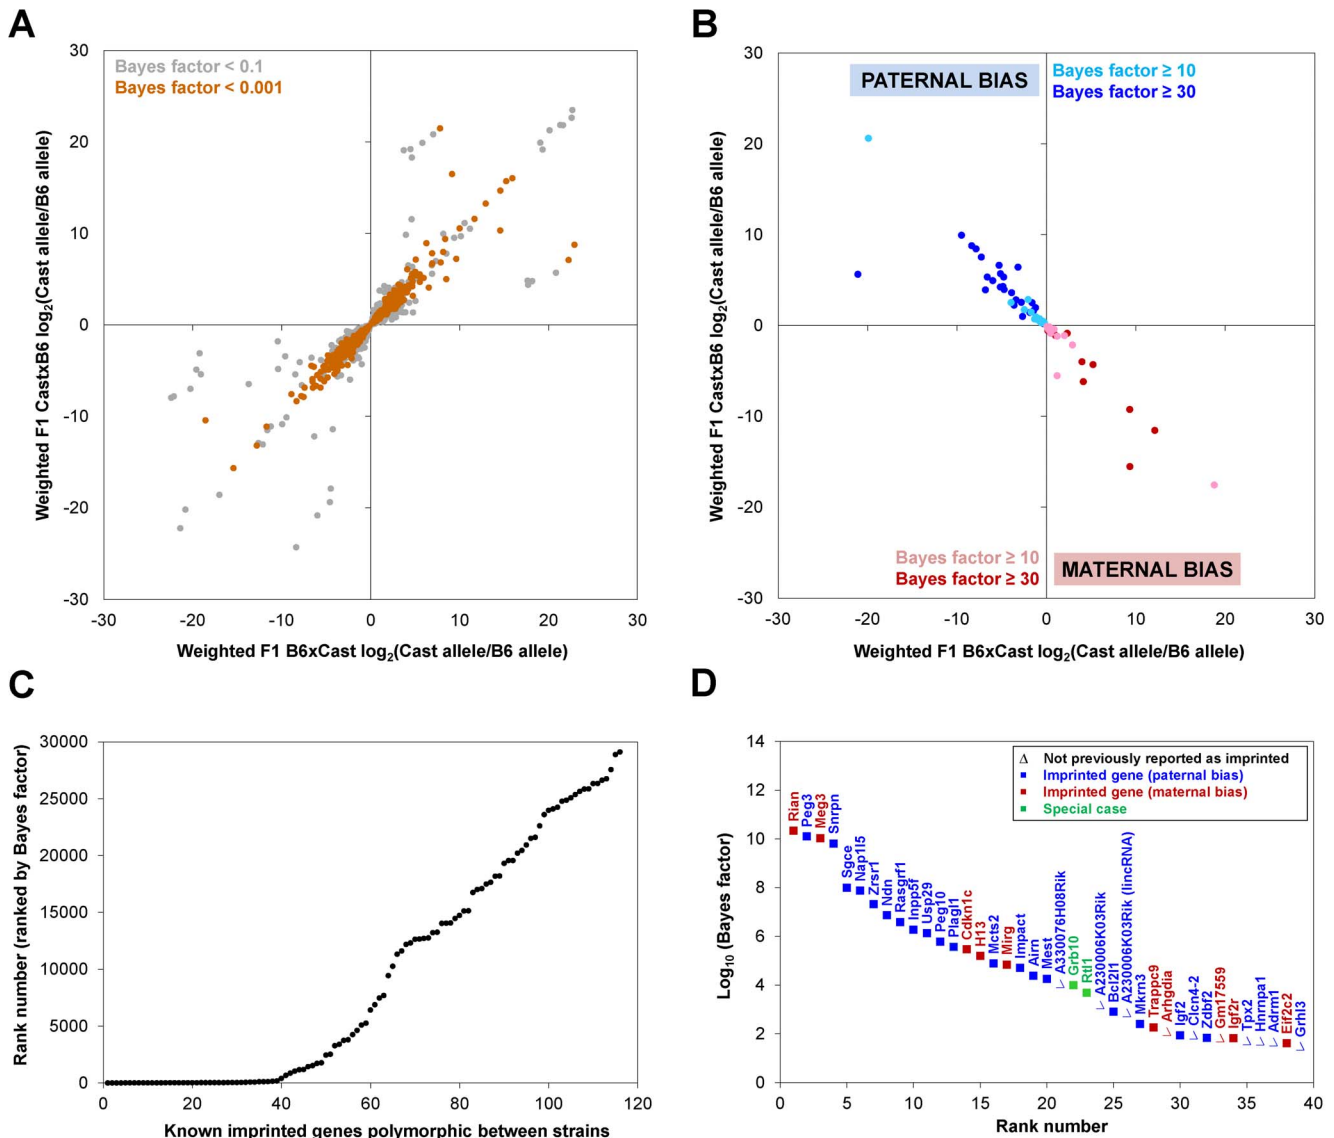 A
Bayes factor < 0.1
Bayes factor < 0.001
30
20
10
0
-10
-20
-30
-30
-20
-10
0
10
20
30
Weighted F1 CastxB6 log2(Cast allele/B6 allele)
Weighted F1 B6xCast log2(Cast allele/B6 allele)
B
PATERNAL BIAS
Bayes factor ≥ 10
Bayes factor ≥ 30
30
20
10
0
-10
-20
-30
Bayes factor ≥ 10
Bayes factor ≥ 30
MATERNAL BIAS
-30
-20
-10
0
10
20
30
Weighted F1 CastxB6 log2(Cast allele/B6 allele)
Weighted F1 B6xCast log2(Cast allele/B6 allele)
C
30000
25000
20000
15000
10000
5000
0
0
20
40
60
80
100
120
Rank number (ranked by Bayes factor)
Known imprinted genes polymorphic between strains
D
14
12
10
8
6
4
2
0
Log10 (Bayes factor)
Δ Not previously reported as imprinted
Imprinted gene (paternal bias)
Imprinted gene (maternal bias)
Special case
Rian
Peg3
Meg3
Snrpn
Sgce
Nap1l5
Zrsr1
Ndn
Rasgrf1
Inpp5f
Usp29
Peg10
Plagl1
Cdkn1c
H13
Mcts2
Mirg
Impact
Airn
Mest
A330076H08Rik
Grb10
Rtl1
A230006K03Rik
Bcl2l1
A230006K03Rik (lincRNA)
Mkrn3
Trappc9
Arhgdia
Igf2
Clcn4-2
Zdbf2
Gm17559
Igf2r
Tpx2
Hnrnpa1
Adrm1
Eif2c2
Grhl3
0
5
10
15
20
25
30
35
40
Rank number